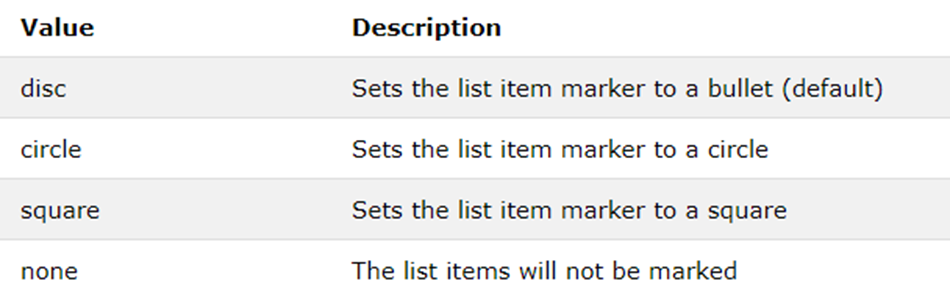 Value Description
disc Sets the list item marker to a bullet (default)
circle Sets the list item marker to a circle
square Sets the list item marker to a square
none The list items will not be marked